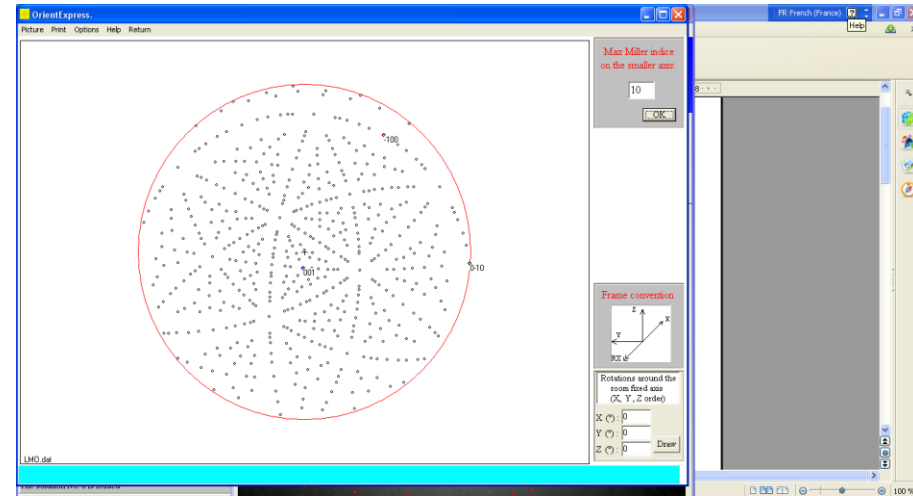 OrientExpress.
FR French (France)
Help
Picture Print Options Help Return
Max Miller indice
on the smaller axis:
10
OK
8
-100
001
0-10
Frame convention
Z
X
Y
RX
Rotations around the
room fixed axis
(X, Y, Z order)
X (°): 0
Y (°): 0
Z (°): 0
Draw
LMO.dat
100 %